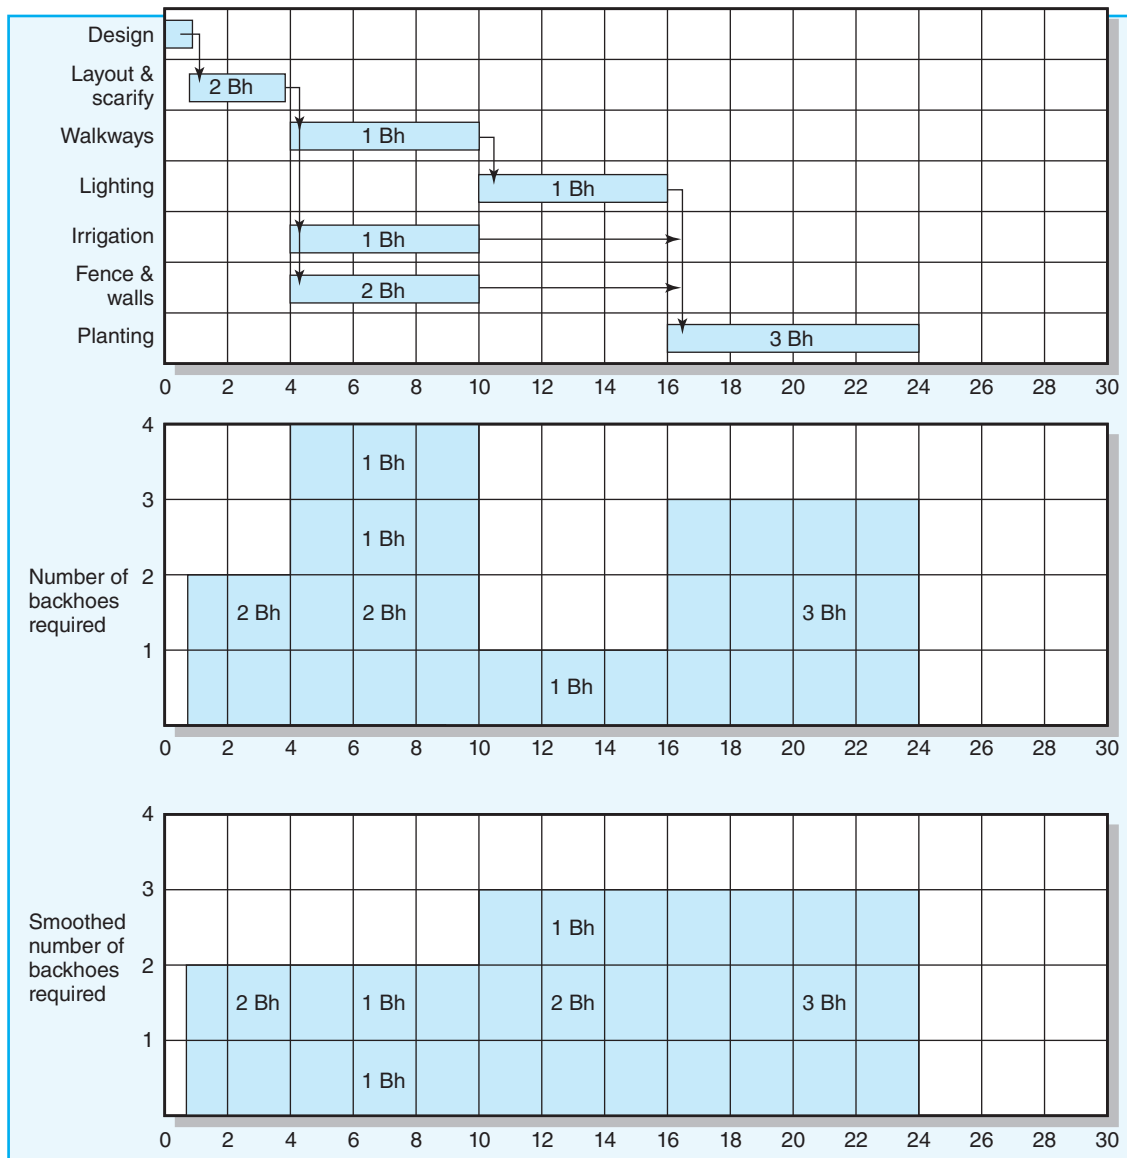 Design
Layout &
scarify
2 Bh
Walkways
1 Bh
Lighting
1 Bh
Irrigation
1 Bh
Fence &
walls
2 Bh
Planting
3 Bh
0 2 4 6 8 10 12 14 16 18 20 22 24 26 28 30
4
1 Bh
3
1 Bh
Number of
backhoes
required
2
2 Bh
2 Bh
3 Bh
1
1 Bh
0 2 4 6 8 10 12 14 16 18 20 22 24 26 28 30
4
3
Smoothed
number of
backhoes
required
1 Bh
2
2 Bh
1 Bh
2 Bh
3 Bh
1
1 Bh
0 2 4 6 8 10 12 14 16 18 20 22 24 26 28 30